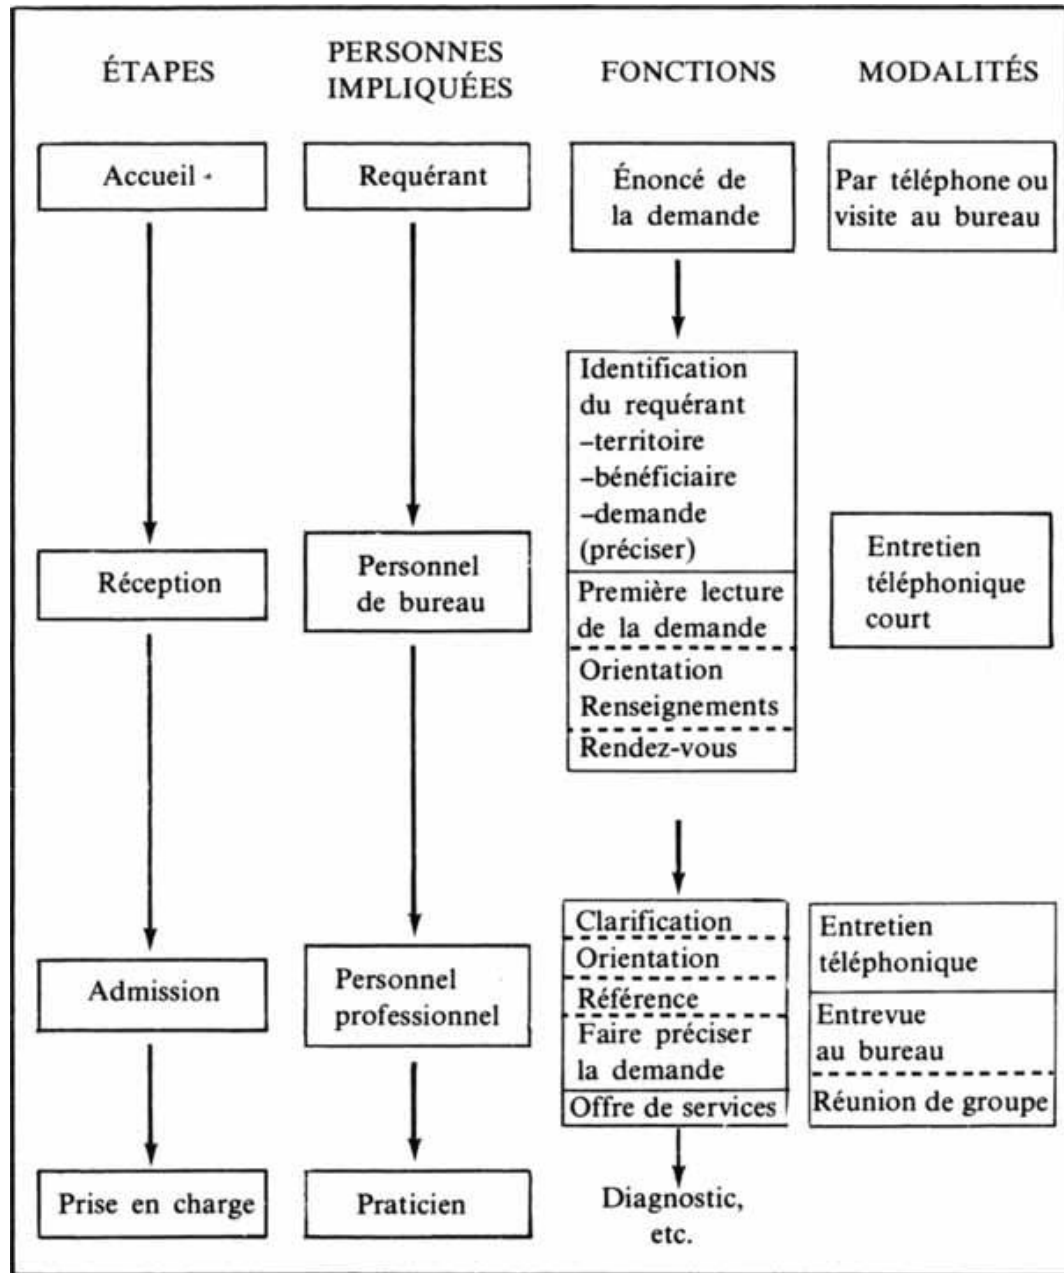 ÉTAPES
PERSONNES
IMPLIQUÉES
FONCTIONS
MODALITÉS
Accueil
Requérant
Énoncé de
la demande
Par téléphone ou
visite au bureau
Identification
du requérant
–territoire
–bénéficiaire
–demande
(préciser)
Réception
Personnel
de bureau
Première lecture
de la demande
Orientation
Renseignements
Rendez-vous
Entretien
téléphonique
court
Admission
Personnel
professionnel
Clarification
Orientation
Référence
Faire préciser
la demande
Offre de services
Entretien
téléphonique
Entrevue
au bureau
Réunion de groupe
Prise en charge
Praticien
Diagnostic,
etc.